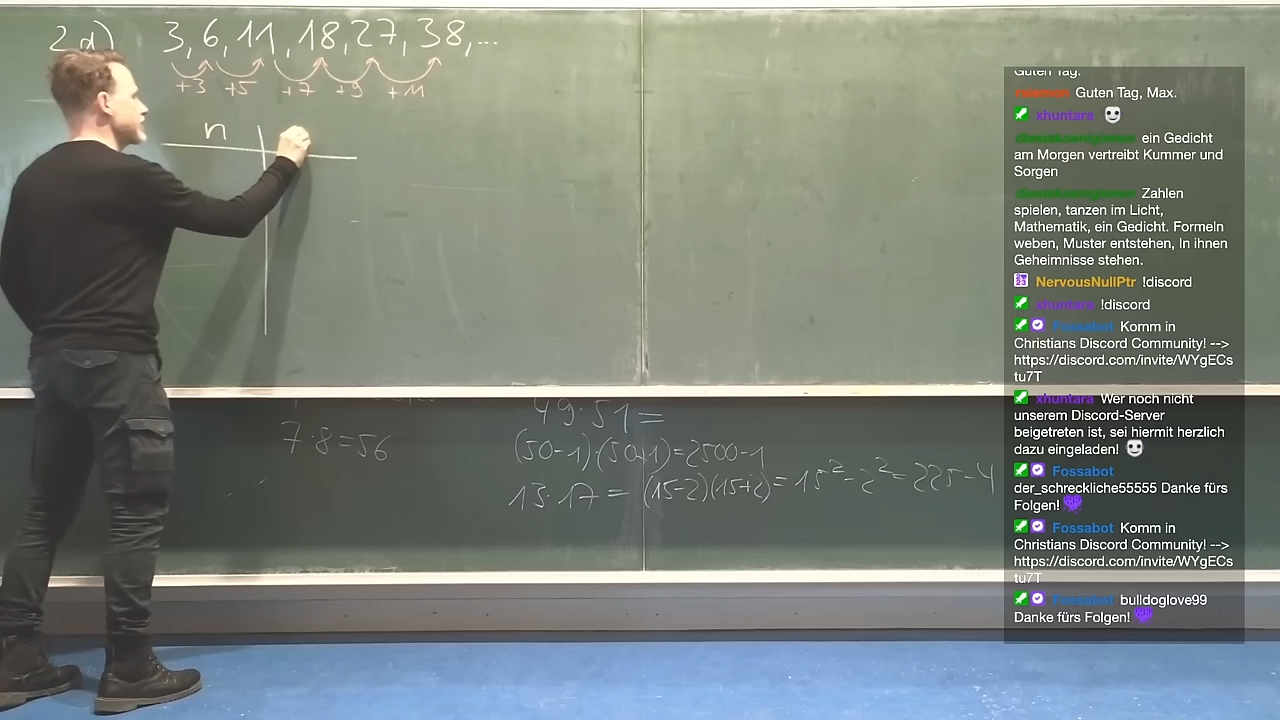 2 a) 3, 6, 11, 18, 27, 38, ...
+3 +5 +7 +9 +11
n
7·8=56
49·51=
(50-1)·(50+1)=2500-1
13·17 = (15-2)(15+2)=15²-2²=225-4
Guten Tag.
Guten Tag, Max.
xhuntara
ein Gedicht
am Morgen vertreibt Kummer und
Sorgen
Zahlen
spielen, tanzen im Licht,
Mathematik, ein Gedicht. Formeln
weben, Muster entstehen, In ihnen
Geheimnisse stehen.
NervousNullPtr !discord
xhuntara !discord
Fossabot Komm in
Christians Discord Community! -->
https://discord.com/invite/WYgECs
tu7T
xhuntara Wer noch nicht
unserem Discord-Server
beigetreten ist, sei hiermit herzlich
dazu eingeladen!
Fossabot
der_schreckliche55555 Danke fürs
Folgen!
Fossabot Komm in
Christians Discord Community! -->
https://discord.com/invite/WYgECs
tu7T
Fossabot bulldoglove99
Danke fürs Folgen!